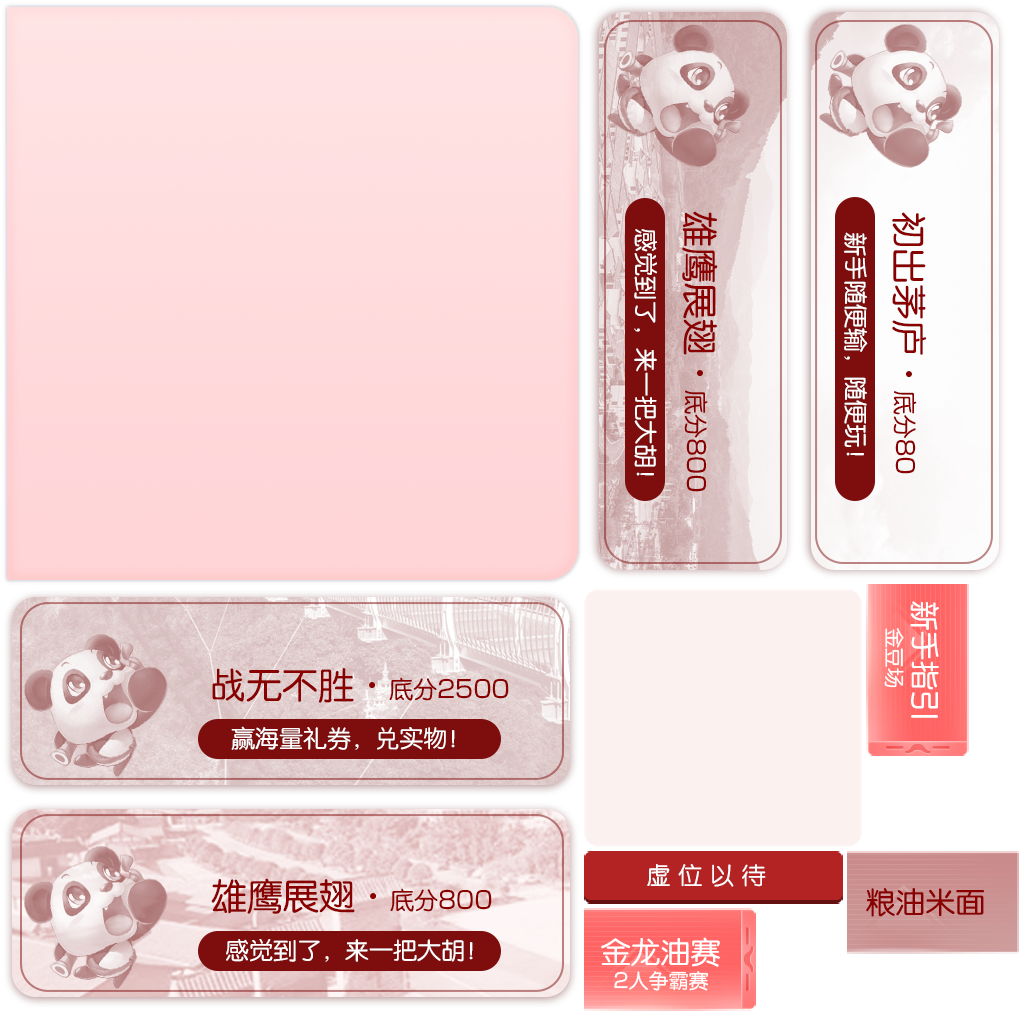 雄鹰展翅·底分800
感觉到了，来一把大胡！
初出茅庐·底分80
新手随便输，随便玩！
战无不胜·底分2500
赢海量礼券，兑实物！
雄鹰展翅·底分800
感觉到了，来一把大胡！
新手指引
金豆场
虚位以待
粮油米面
金龙油赛
2人争霸赛